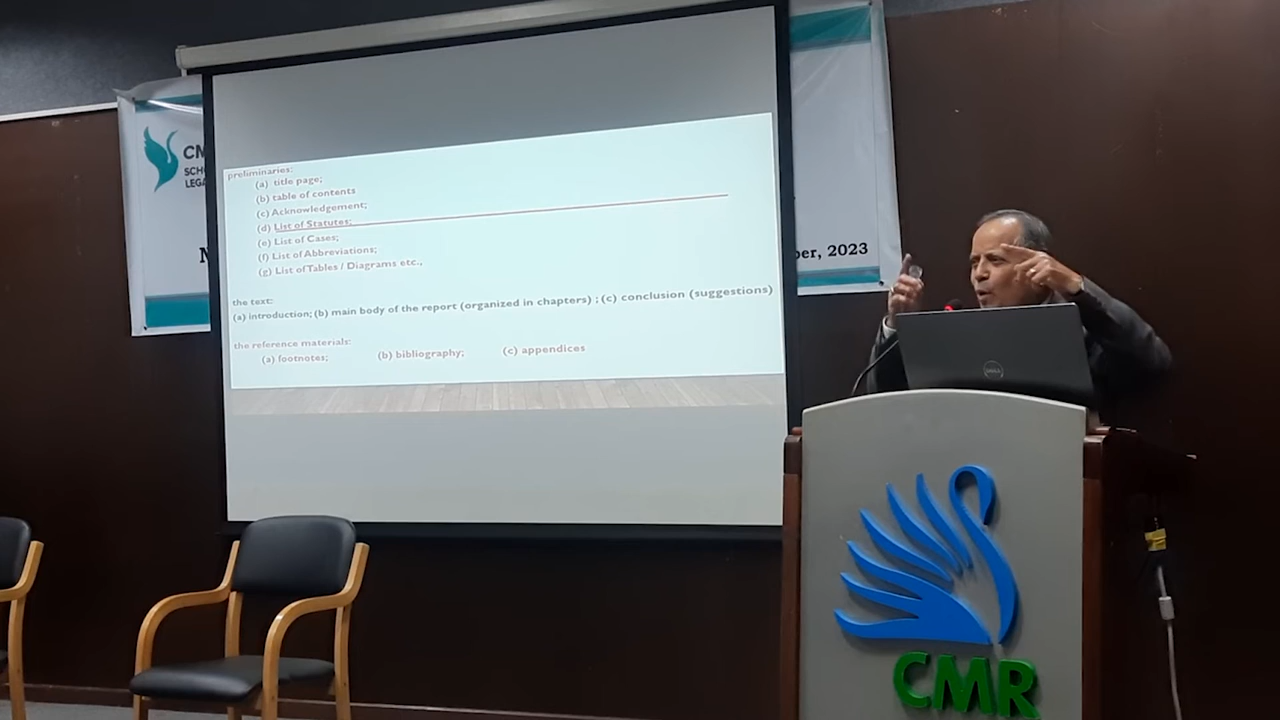 CM
SCHO
LEGA
N
ber, 2023
preliminaries:
(a) title page;
(b) table of contents
(c) Acknowledgement;
(d) List of Statutes;
(e) List of Cases;
(f) List of Abbreviations;
(g) List of Tables / Diagrams etc.,
the text:
(a) introduction; (b) main body of the report (organized in chapters) ; (c) conclusion (suggestions)
the reference materials:
(a) footnotes; (b) bibliography; (c) appendices
DELL
CMR